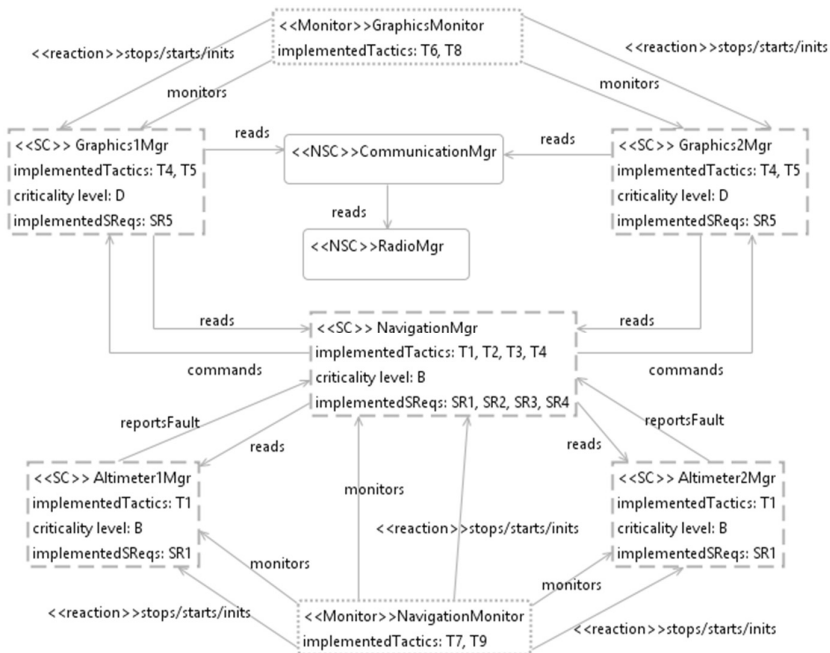 <<Monitor>>GraphicsMonitor
implementedTactics: T6, T8
<<reaction>>stops/starts/inits
<<reaction>>stops/starts/inits
monitors
monitors
<<SC>> Graphics1Mgr
implementedTactics: T4, T5
criticality level: D
implementedSReqs: SR5
reads
<<NSC>>CommunicationMgr
reads
<<SC>> Graphics2Mgr
implementedTactics: T4, T5
criticality level: D
implementedSReqs: SR5
reads
<<NSC>>RadioMgr
reads
<<SC>> NavigationMgr
implementedTactics: T1, T2, T3, T4
criticality level: B
implementedSReqs: SR1, SR2, SR3, SR4
reads
commands
commands
reportsFault
reportsFault
reads
reads
<<SC>> Altimeter1Mgr
implementedTactics: T1
criticality level: B
implementedSReqs: SR1
monitors
<<reaction>>stops/starts/inits
<<SC>> Altimeter2Mgr
implementedTactics: T1
criticality level: B
implementedSReqs: SR1
monitors
monitors
<<reaction>>stops/starts/inits
<<Monitor>>NavigationMonitor
implementedTactics: T7, T9
<<reaction>>stops/starts/inits